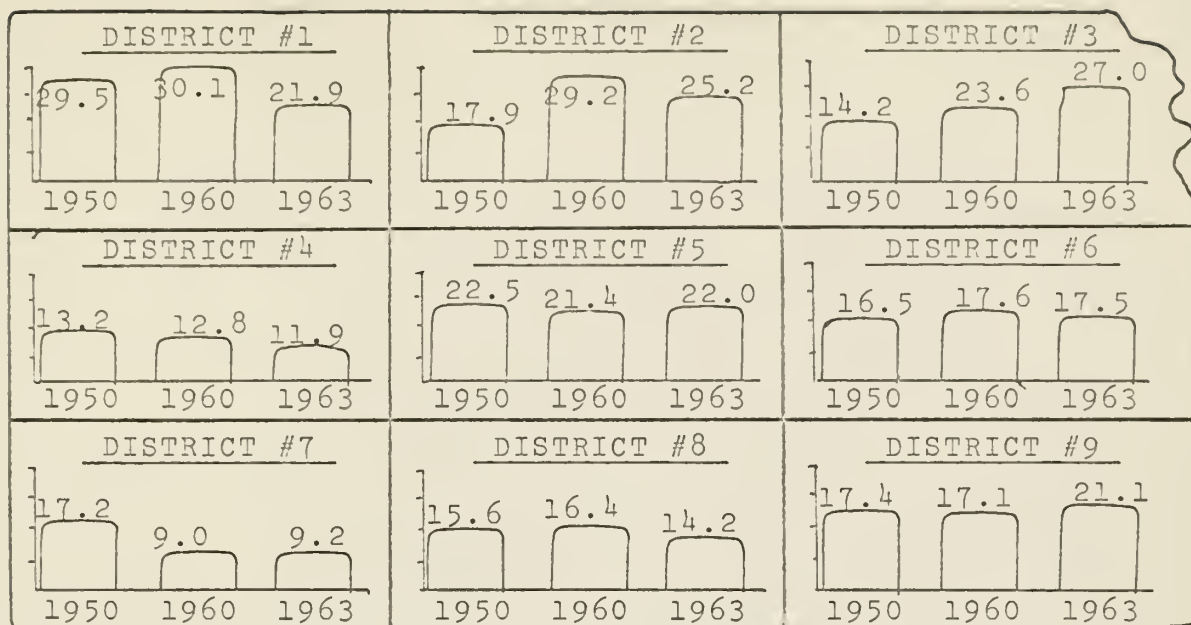 DISTRICT #1
29.5 30.1 21.9
1950 1960 1963
DISTRICT #2
17.9 29.2 25.2
1950 1960 1963
DISTRICT #3
14.2 23.6 27.0
1950 1960 1963
DISTRICT #4
13.2 12.8 11.9
1950 1960 1963
DISTRICT #5
22.5 21.4 22.0
1950 1960 1963
DISTRICT #6
16.5 17.6 17.5
1950 1960 1963
DISTRICT #7
17.2 9.0 9.2
1950 1960 1963
DISTRICT #8
15.6 16.4 14.2
1950 1960 1963
DISTRICT #9
17.4 17.1 21.1
1950 1960 1963